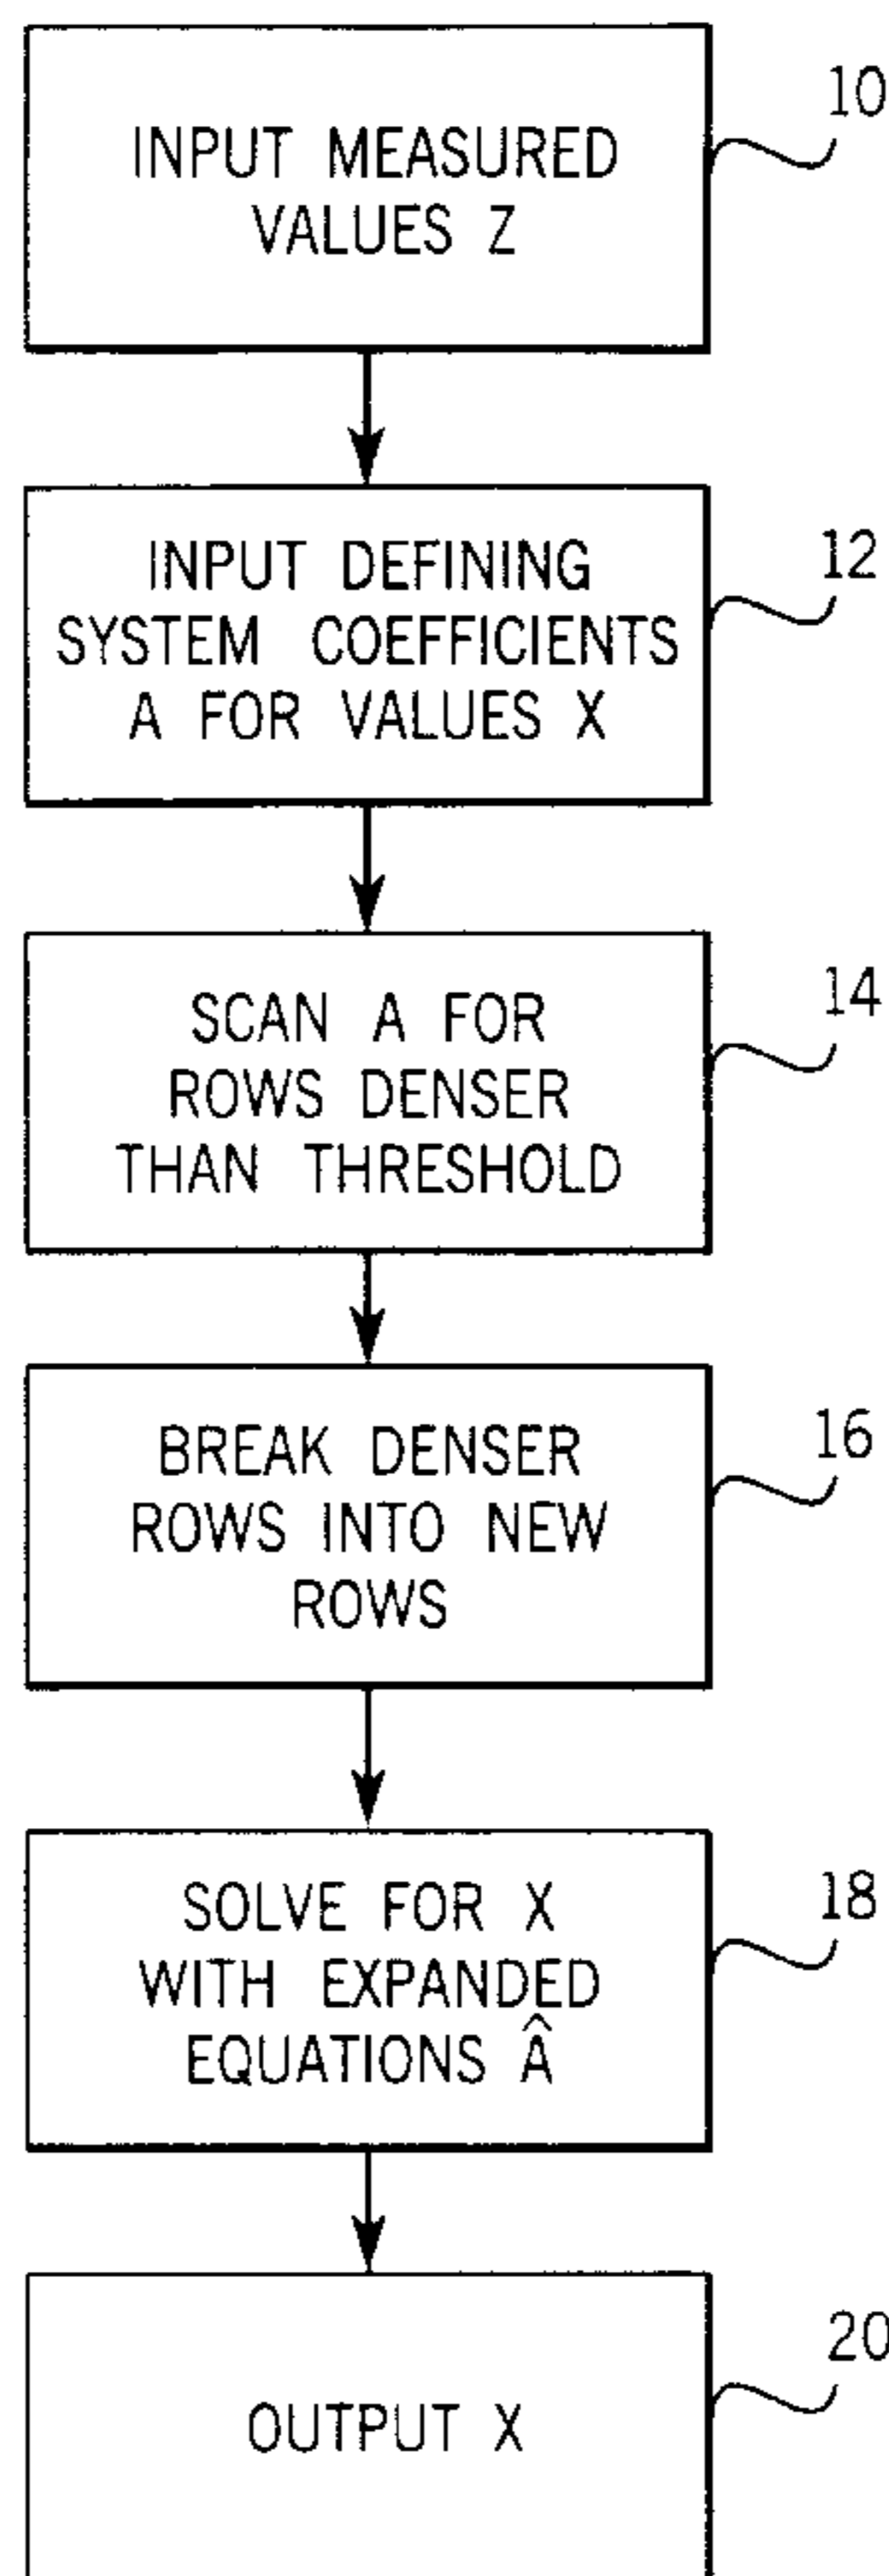 10
INPUT MEASURED
VALUES Z
12
INPUT DEFINING
SYSTEM COEFFICIENTS
A FOR VALUES X
14
SCAN A FOR
ROWS DENSER
THAN THRESHOLD
16
BREAK DENSER
ROWS INTO NEW
ROWS
18
SOLVE FOR X
WITH EXPANDED
EQUATIONS Â
20
OUTPUT X